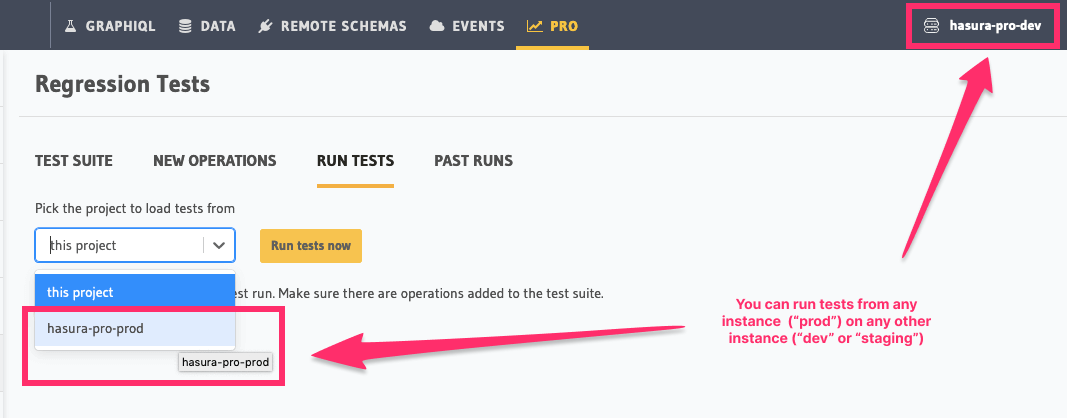 GRAPHIQL DATA REMOTE SCHEMAS EVENTS PRO hasura-pro-dev
Regression Tests
TEST SUITE NEW OPERATIONS RUN TESTS PAST RUNS
Pick the project to load tests from
this project Run tests now
this project
est run. Make sure there are operations added to the test suite.
hasura-pro-prod
hasura-pro-prod
You can run tests from any
instance (“prod”) on any other
instance (“dev” or “staging”)